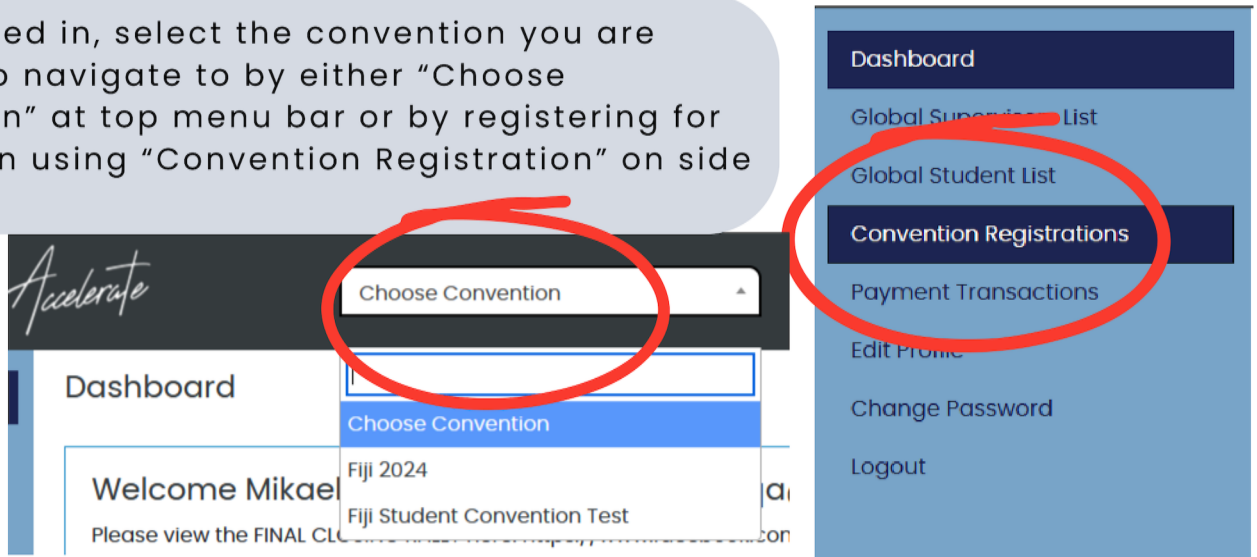 ed in, select the convention you are
o navigate to by either “Choose
n” at top menu bar or by registering for
n using “Convention Registration” on side
Accelerate
Choose Convention
Dashboard
Choose Convention
Fiji 2024
Fiji Student Convention Test
Welcome Mikael
Please view the FINAL
Dashboard
Global List
Global Student List
Convention Registrations
Payment Transactions
Edit Profile
Change Password
Logout